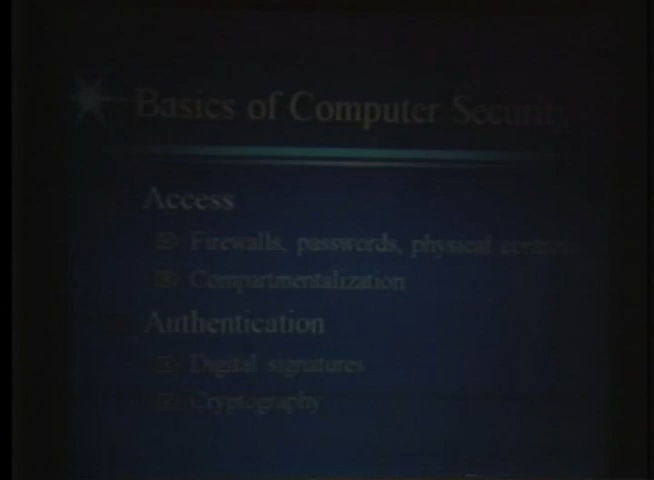 Basics of Computer Security
Access
Firewalls, passwords, physical
Compartmentalization
Authentication
Digital signatures
Cryptography